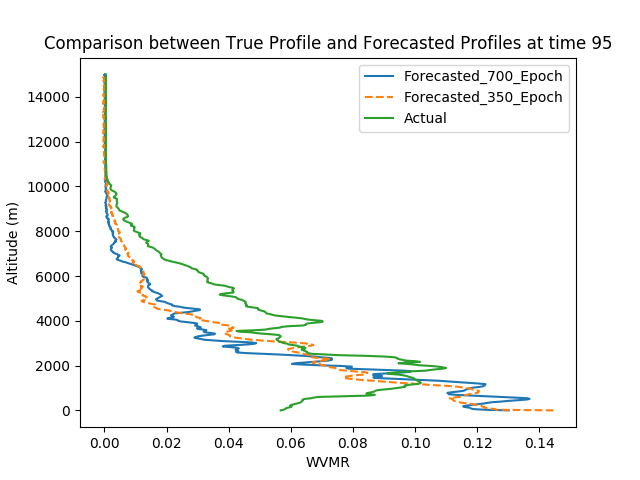 Comparison between True Profile and Forecasted Profiles at time 95
Forecasted_700_Epoch
Forecasted_350_Epoch
Actual
Altitude (m)
14000
12000
10000
8000
6000
4000
2000
0
0.00 0.02 0.04 0.06 0.08 0.10 0.12 0.14
WVMR